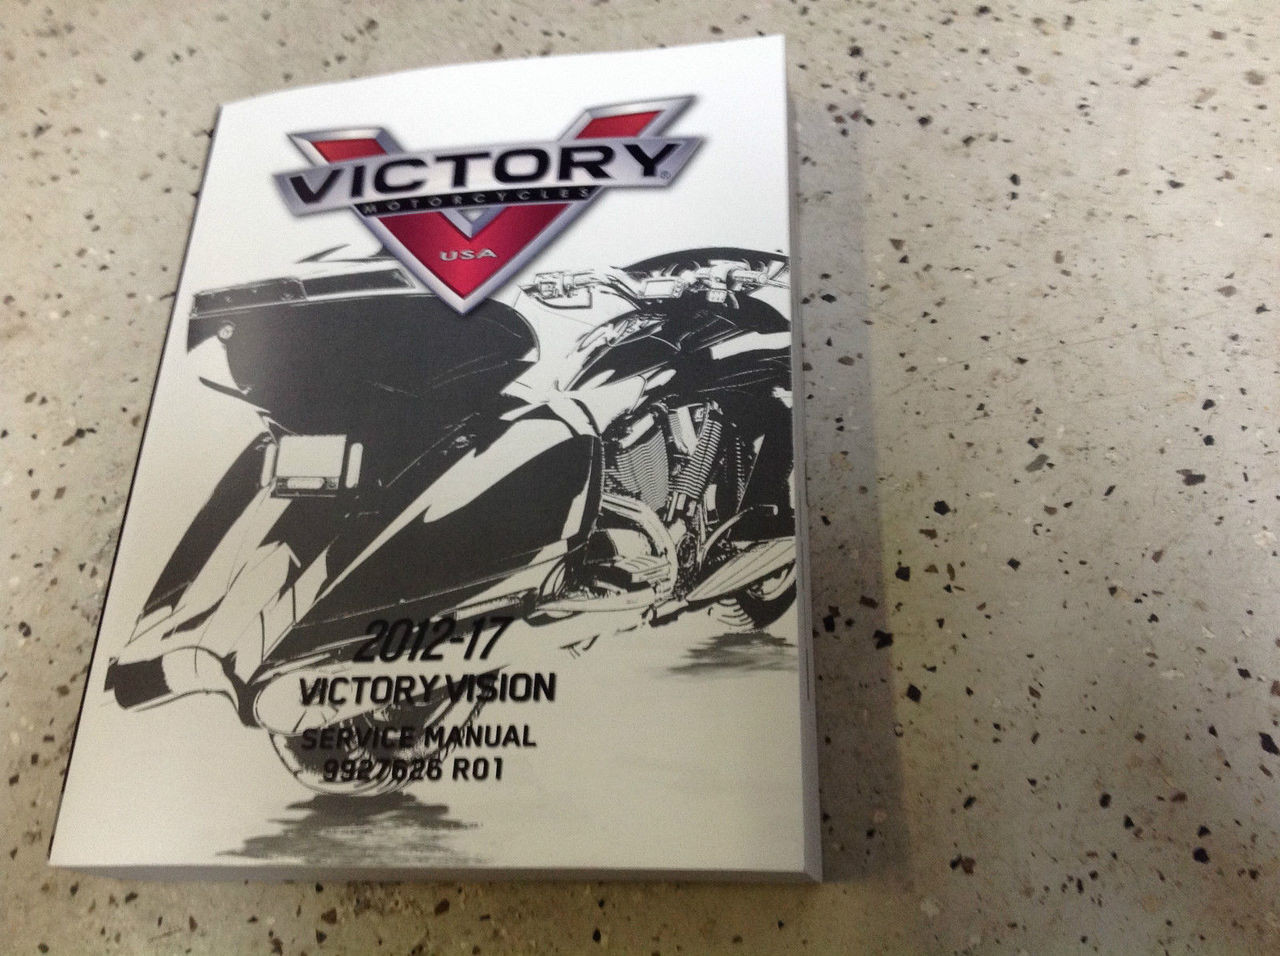 VICTORY®
MOTORCYCLES
USA
2012-17
VICTORY VISION
SERVICE MANUAL
9927626 R01